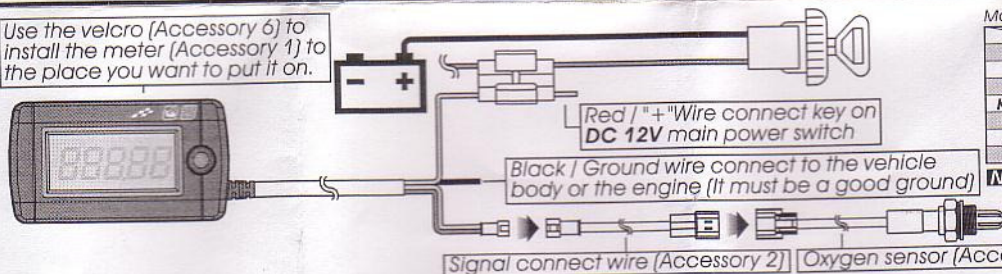 Use the velcro (Accessory 6) to
install the meter (Accessory 1) to
the place you want to put it on.
- +
Red / "+"Wire connect key on
DC 12V main power switch
Black / Ground wire connect to the vehicle
body or the engine (It must be a good ground)
Signal connect wire (Accessory 2)
Oxygen sensor (Acc